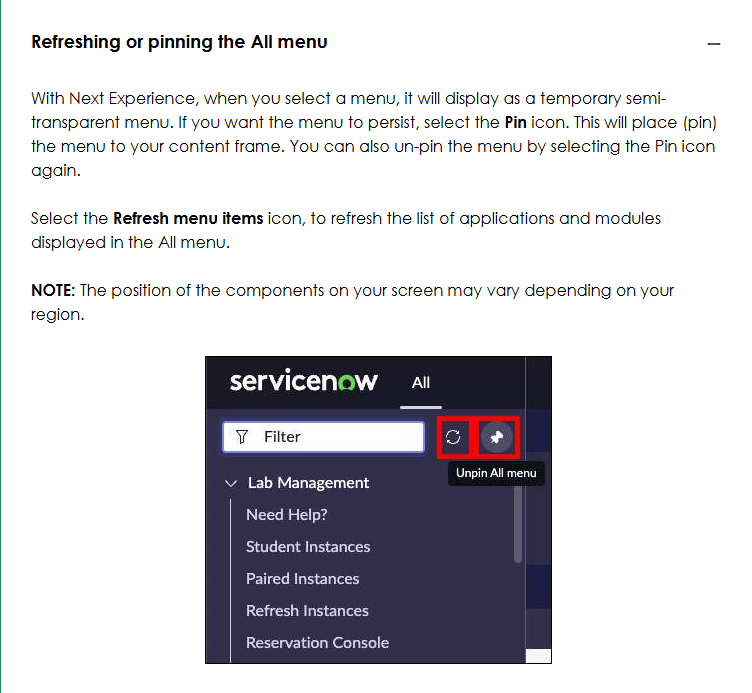 Refreshing or pinning the All menu
With Next Experience, when you select a menu, it will display as a temporary semi-
transparent menu. If you want the menu to persist, select the Pin icon. This will place (pin)
the menu to your content frame. You can also un-pin the menu by selecting the Pin icon
again.
Select the Refresh menu items icon, to refresh the list of applications and modules
displayed in the All menu.
NOTE: The position of the components on your screen may vary depending on your
region.
servicenow All
Filter
Unpin All menu
Lab Management
Need Help?
Student Instances
Paired Instances
Refresh Instances
Reservation Console